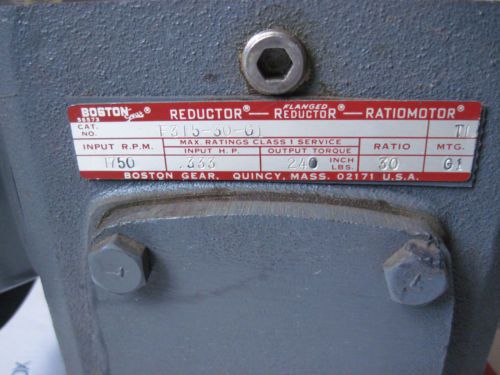 BOSTON Gear® REDUCTOR®—FLANGED REDUCTOR®—RATIOMOTOR®
56573
CAT. NO. F315-30-G1 T1
INPUT R.P.M. MAX. RATINGS CLASS 1 SERVICE RATIO MTG.
INPUT H.P. OUTPUT TORQUE
1750 .333 240 INCH LBS. 30 G1
BOSTON GEAR, QUINCY, MASS. 02171 U.S.A.